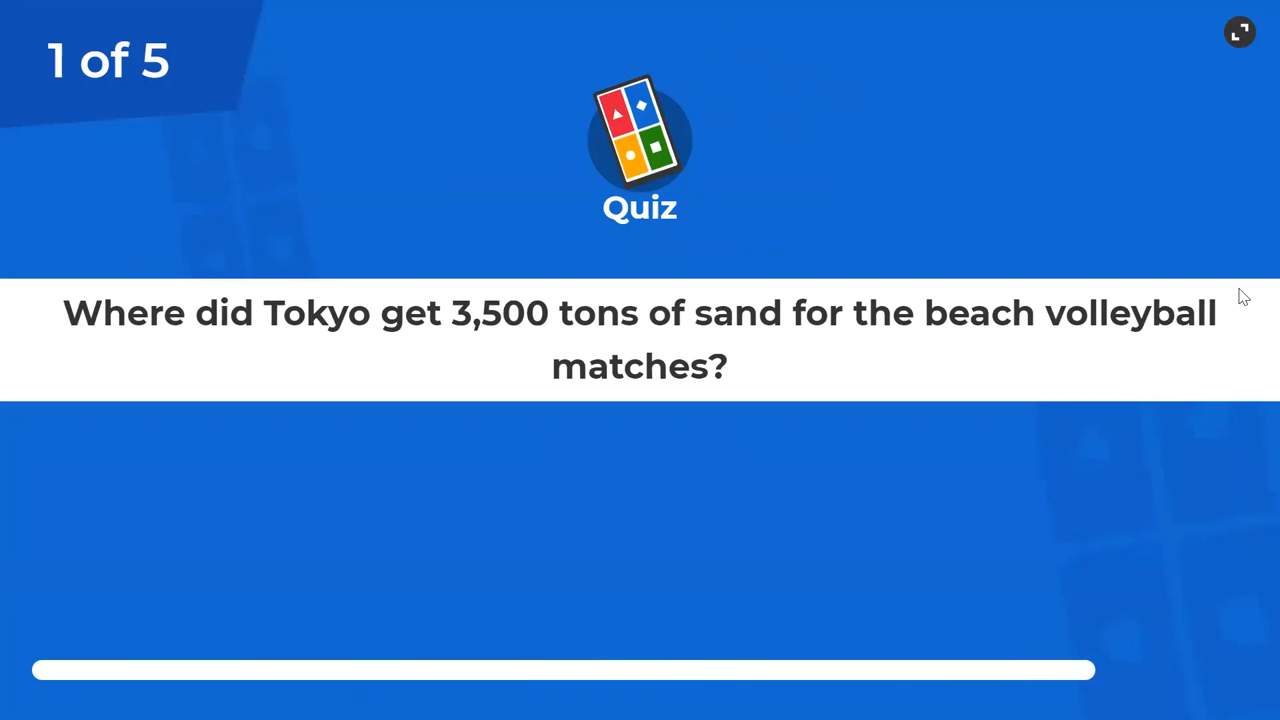 1 of 5
Quiz
Where did Tokyo get 3,500 tons of sand for the beach volleyball
matches?